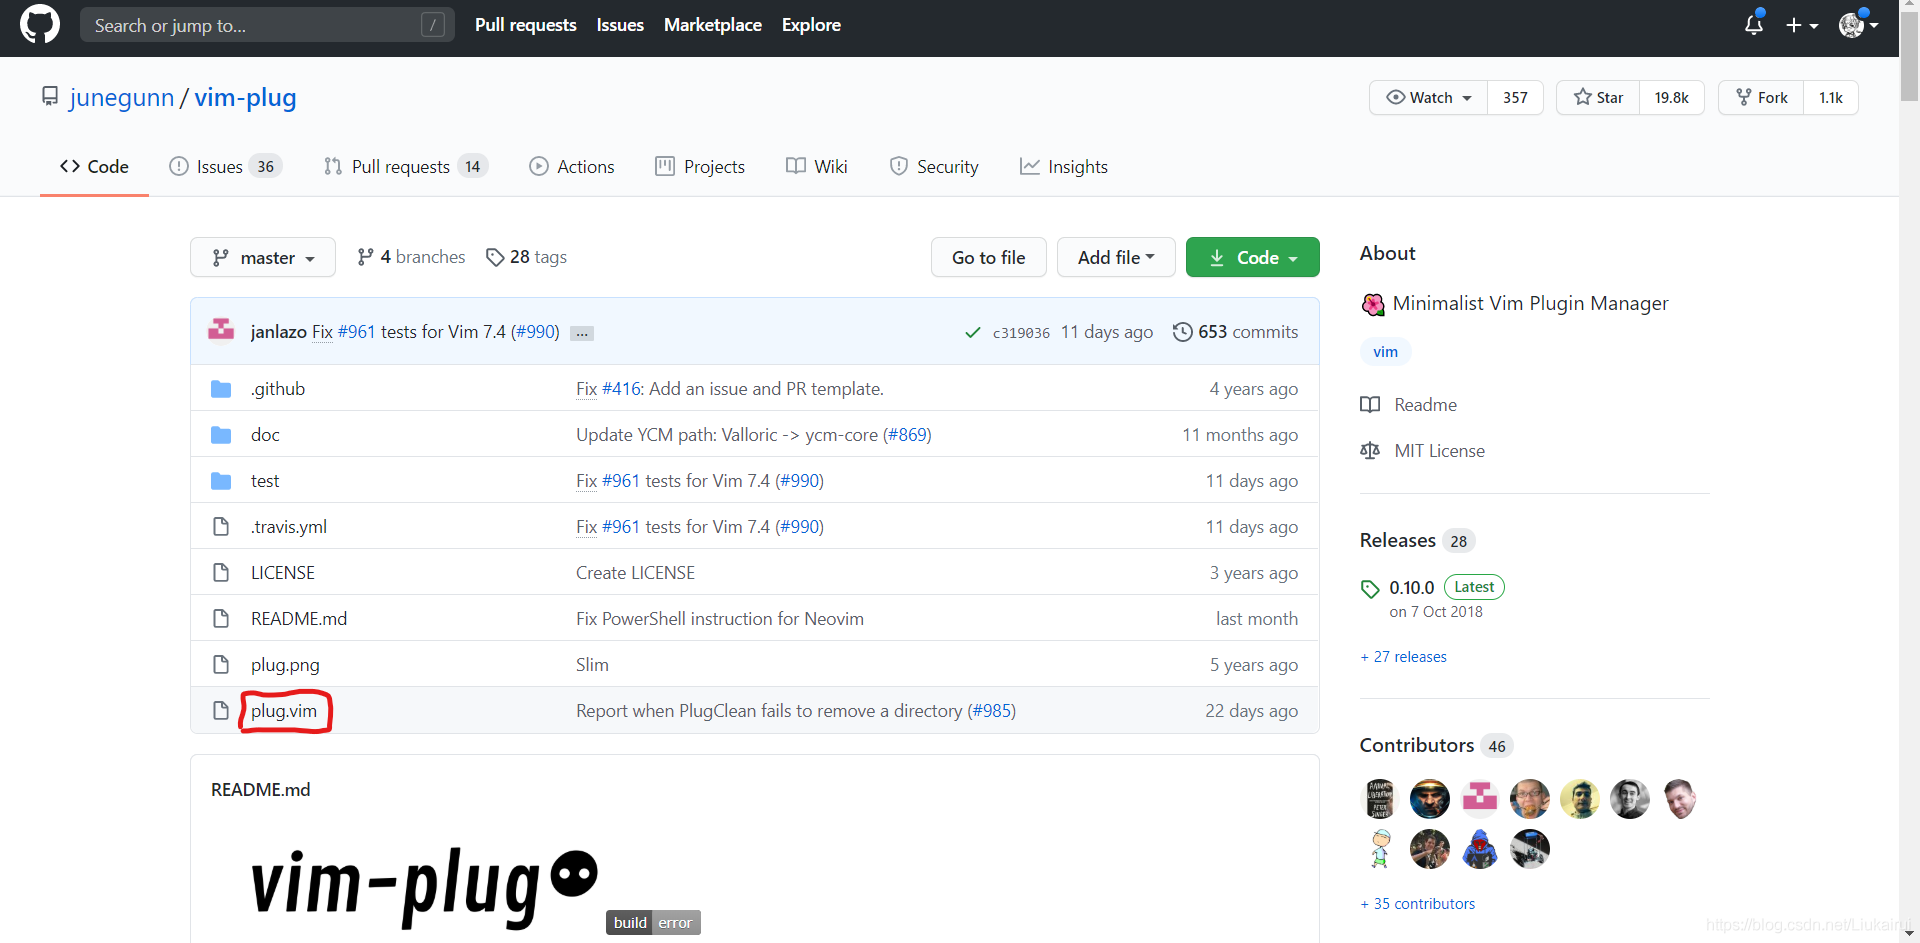 Search or jump to... /
Pull requests Issues Marketplace Explore
junegunn / vim-plug
Watch 357 Star 19.8k Fork 1.1k
Code Issues 36 Pull requests 14 Actions Projects Wiki Security Insights
master 4 branches 28 tags Go to file Add file Code
janlazo Fix #961 tests for Vim 7.4 (#990) ... c319036 11 days ago 653 commits
.github Fix #416: Add an issue and PR template. 4 years ago
doc Update YCM path: Valloric -> ycm-core (#869) 11 months ago
test Fix #961 tests for Vim 7.4 (#990) 11 days ago
.travis.yml Fix #961 tests for Vim 7.4 (#990) 11 days ago
LICENSE Create LICENSE 3 years ago
README.md Fix PowerShell instruction for Neovim last month
plug.png Slim 5 years ago
plug.vim Report when PlugClean fails to remove a directory (#985) 22 days ago
README.md
vim-plug
build error
About
Minimalist Vim Plugin Manager
vim
Readme
MIT License
Releases 28
0.10.0 Latest
on 7 Oct 2018
+ 27 releases
Contributors 46
ANIMAL
LIBERATION
PETER
SINGER
+ 35 contributors
https://blog.csdn.net/Liukairui